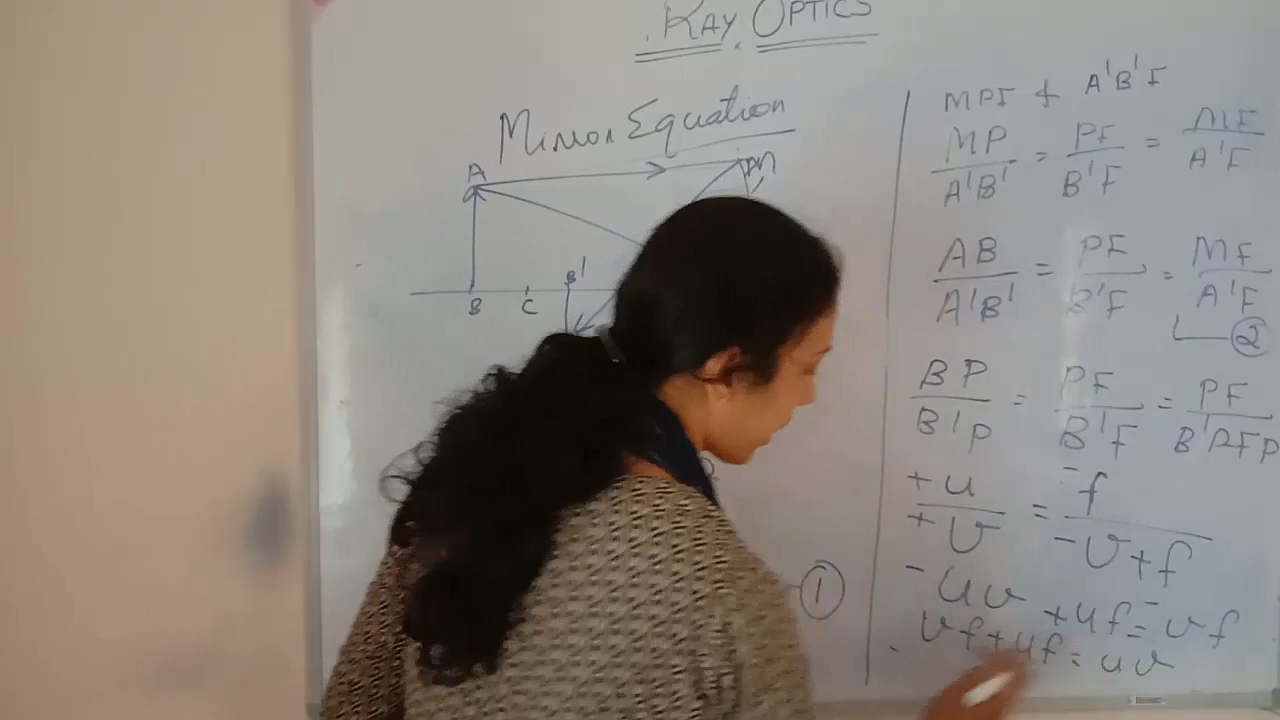 . RAY OPTICS
Mirror Equation
A
M
B'
B C
①
MPF & A'B'F
MP/A'B' = PF/B'F = MF/A'F
AB/A'B' = PF/B'F = MF/A'F
②
BP/B'P = PF/B'F = PF/B'P-FP
+u/+v = -f/-v+f
-uv +uf = vf
vf+uf = uv